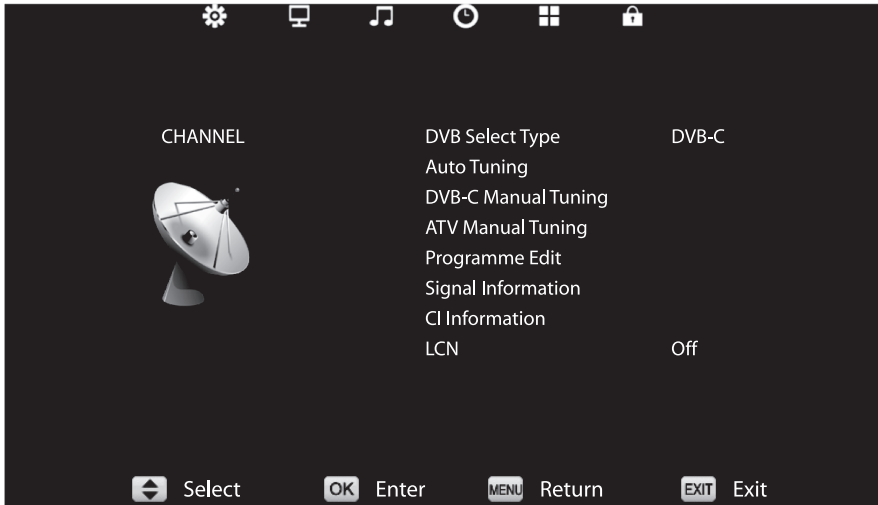 CHANNEL
DVB Select Type DVB-C
Auto Tuning
DVB-C Manual Tuning
ATV Manual Tuning
Programme Edit
Signal Information
CI Information
LCN Off
Select OK Enter MENU Return EXIT Exit